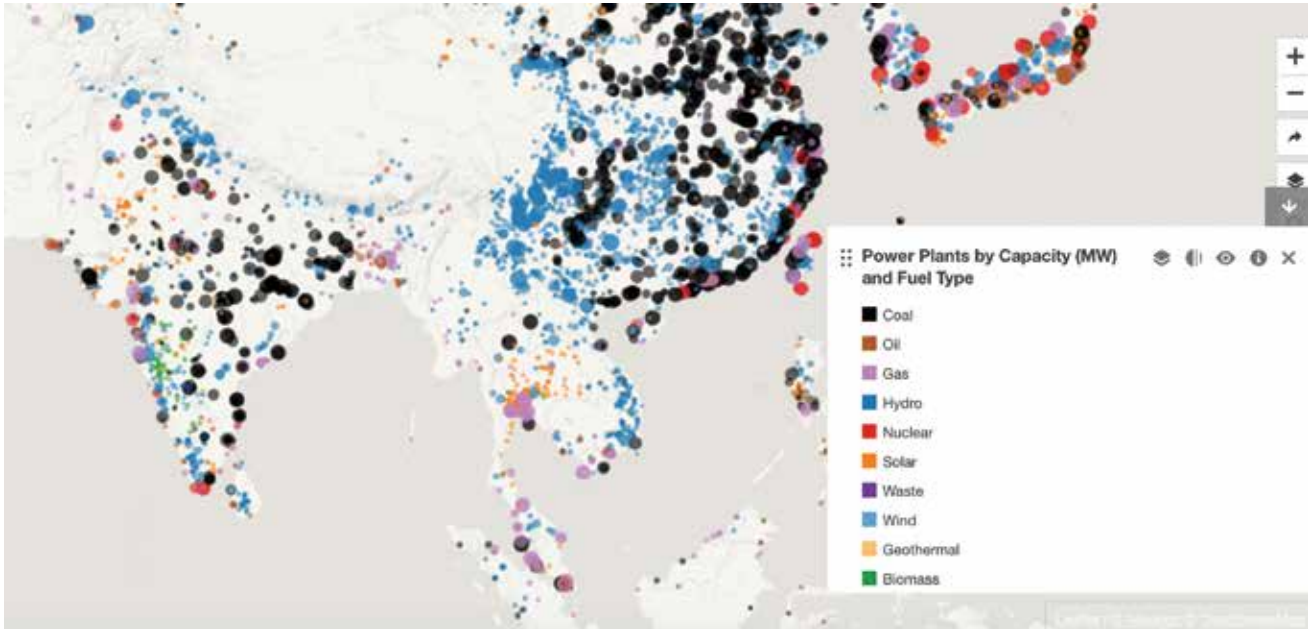 Power Plants by Capacity (MW)
and Fuel Type
Coal
Oil
Gas
Hydro
Nuclear
Solar
Waste
Wind
Geothermal
Biomass